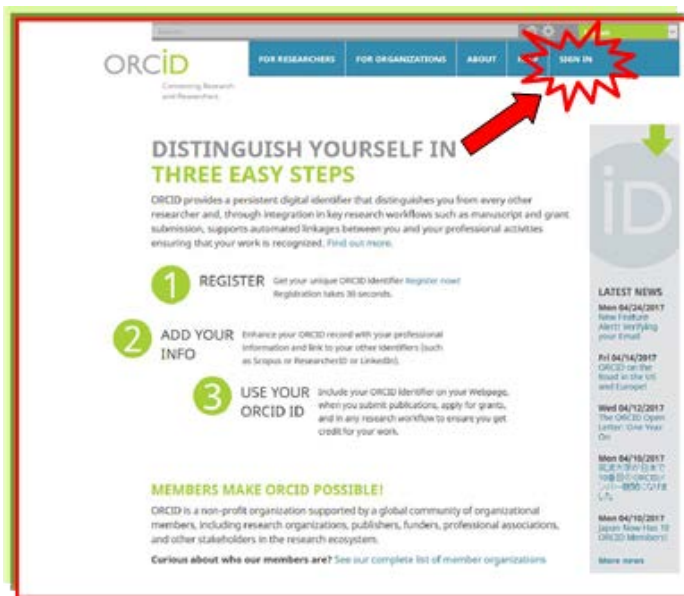 ORCID
Connecting Research
and Researchers
FOR RESEARCHERS
FOR ORGANIZATIONS
ABOUT
SIGN IN
DISTINGUISH YOURSELF IN
THREE EASY STEPS
ORCID provides a persistent digital identifier that distinguishes you from every other
researcher and, through integration in key research workflows such as manuscript and grant
submission, supports automated linkages between you and your professional activities
ensuring that your work is recognized. Find out more.
1 REGISTER Get your unique ORCID identifier Register now!
Registration takes 30 seconds.
2 ADD YOUR INFO Enhance your ORCID record with your professional
information and link to your other identifiers (such
as Scopus or ResearcherID or LinkedIn).
3 USE YOUR ORCID ID Include your ORCID identifier on your Webpage,
when you submit publications, apply for grants,
and in any research workflow to ensure you get
credit for your work.
MEMBERS MAKE ORCID POSSIBLE!
ORCID is a non-profit organization supported by a global community of organizational
members, including research organizations, publishers, funders, professional associations,
and other stakeholders in the research ecosystem.
Curious about who our members are? See our complete list of member organizations
iD
LATEST NEWS
Mon 04/24/2017
New Feature
Alert! Verifying
your Email
Fri 04/14/2017
ORCID on the
Road in the US
and Europe!
Wed 04/12/2017
The ORCID Open
Letter: One Year
On
Mon 04/10/2017
Mon 04/10/2017
Japan Now Has 10
ORCID Members!
More news